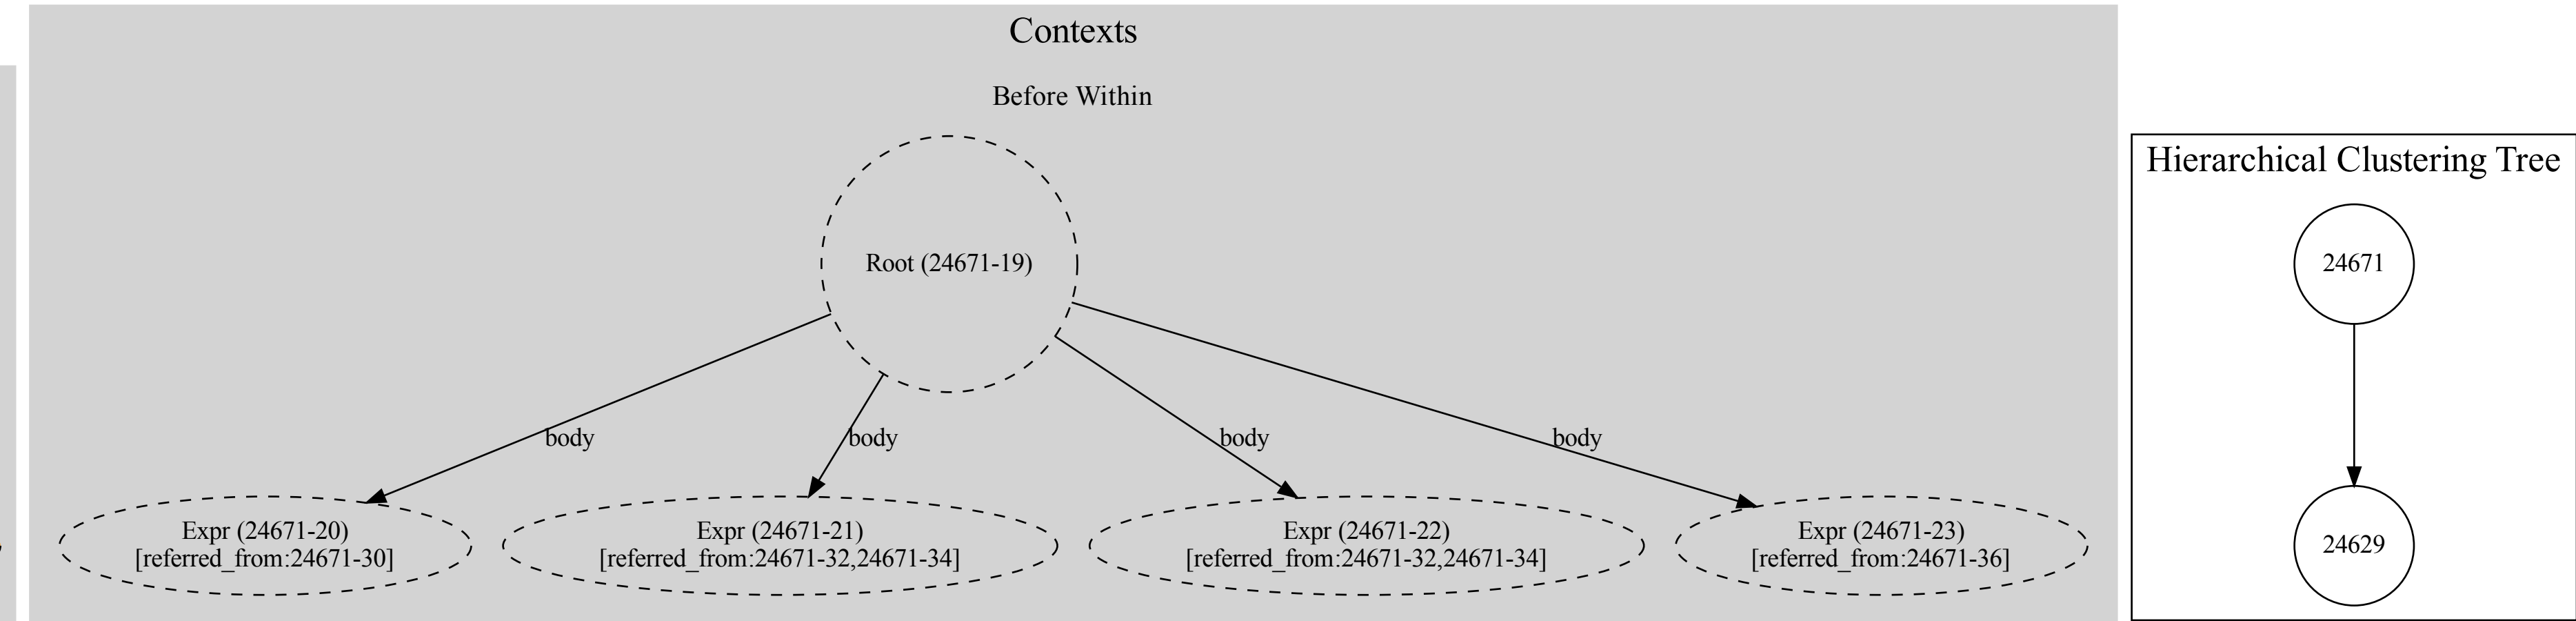 Contexts
Before Within
Root (24671-19)
body
body
body
body
Expr (24671-20)
[referred_from:24671-30]
Expr (24671-21)
[referred_from:24671-32,24671-34]
Expr (24671-22)
[referred_from:24671-32,24671-34]
Expr (24671-23)
[referred_from:24671-36]
Hierarchical Clustering Tree
24671
24629